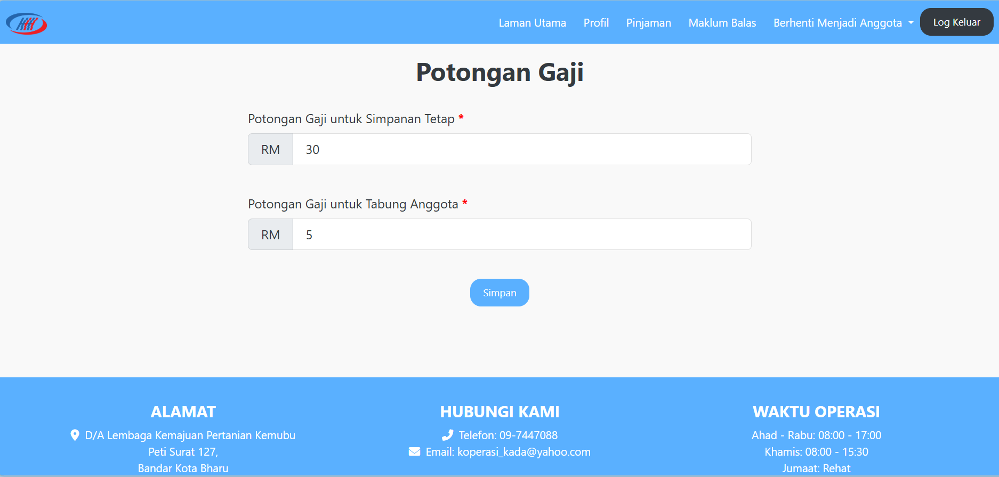 Laman Utama Profil Pinjaman Maklum Balas Berhenti Menjadi Anggota Log Keluar
Potongan Gaji
Potongan Gaji untuk Simpanan Tetap *
RM 30
Potongan Gaji untuk Tabung Anggota *
RM 5
Simpan
ALAMAT
D/A Lembaga Kemajuan Pertanian Kemubu
Peti Surat 127,
Bandar Kota Bharu
HUBUNGI KAMI
Telefon: 09-7447088
Email: koperasi_kada@yahoo.com
WAKTU OPERASI
Ahad - Rabu: 08:00 - 17:00
Khamis: 08:00 - 15:30
Jumaat: Rehat